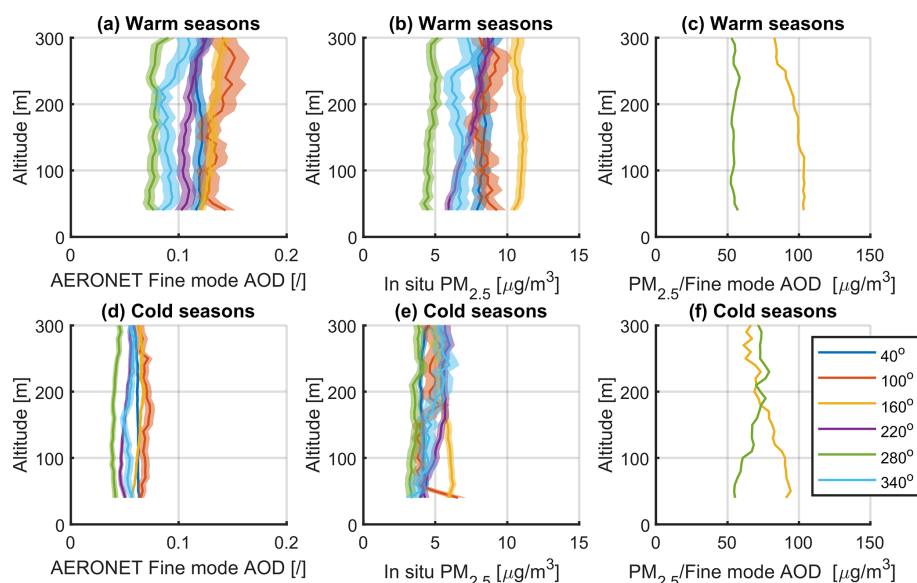 (a) Warm seasons
(b) Warm seasons
(c) Warm seasons
300
200
100
0
Altitude [m]
0
0.1
0.2
AERONET Fine mode AOD [/]
300
200
100
0
Altitude [m]
0
5
10
15
In situ PM2.5 [μg/m³]
300
200
100
0
Altitude [m]
0
50
100
150
PM2.5/Fine mode AOD [μg/m³]
(d) Cold seasons
(e) Cold seasons
(f) Cold seasons
300
200
100
0
Altitude [m]
0
0.1
0.2
AERONET Fine mode AOD [/]
300
200
100
0
Altitude [m]
0
5
10
15
In situ PM2.5 [μg/m³]
300
200
100
0
Altitude [m]
0
50
100
150
PM2.5/Fine mode AOD [μg/m³]
40°
100°
160°
220°
280°
340°